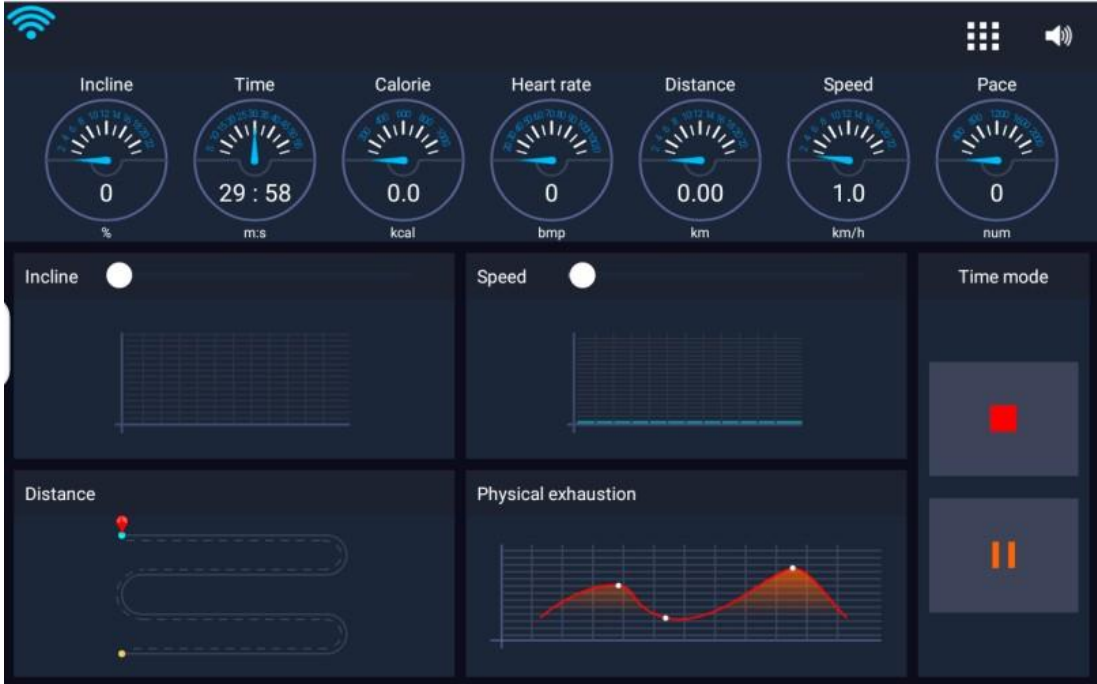 Incline Time Calorie Heart rate Distance Speed Pace
0 29 : 58 0.0 0 0.00 1.0 0
% m:s kcal bmp km km/h num
Incline Speed Time mode
Distance Physical exhaustion